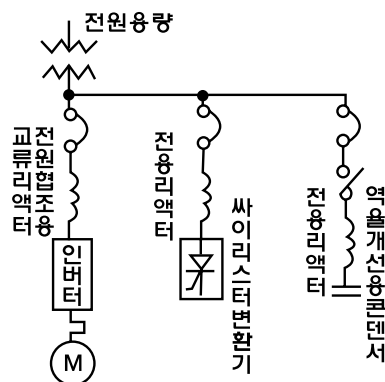 전원용량
전원협조용
교류리액터
인버터
M
전용리액터
싸이리스터변환기
전용리액터
역율개선용콘덴서